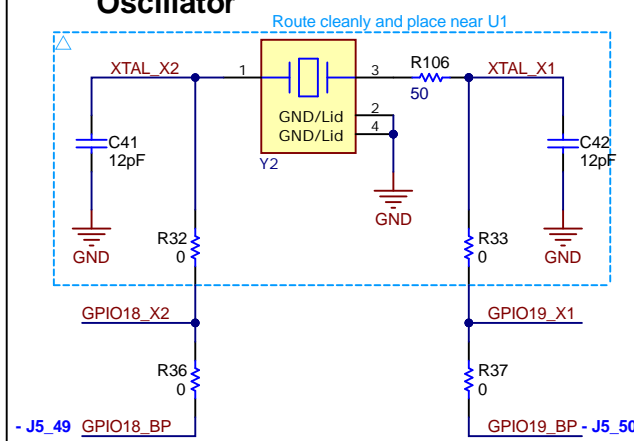 Oscillator
Route cleanly and place near U1
XTAL_X2
1
3
R106
50
XTAL_X1
GND/Lid
2
GND/Lid
4
Y2
C41
12pF
C42
12pF
GND
GND
GND
R32
0
R33
0
GPIO18_X2
GPIO19_X1
R36
0
R37
0
- J5_49 GPIO18_BP
GPIO19_BP - J5_50